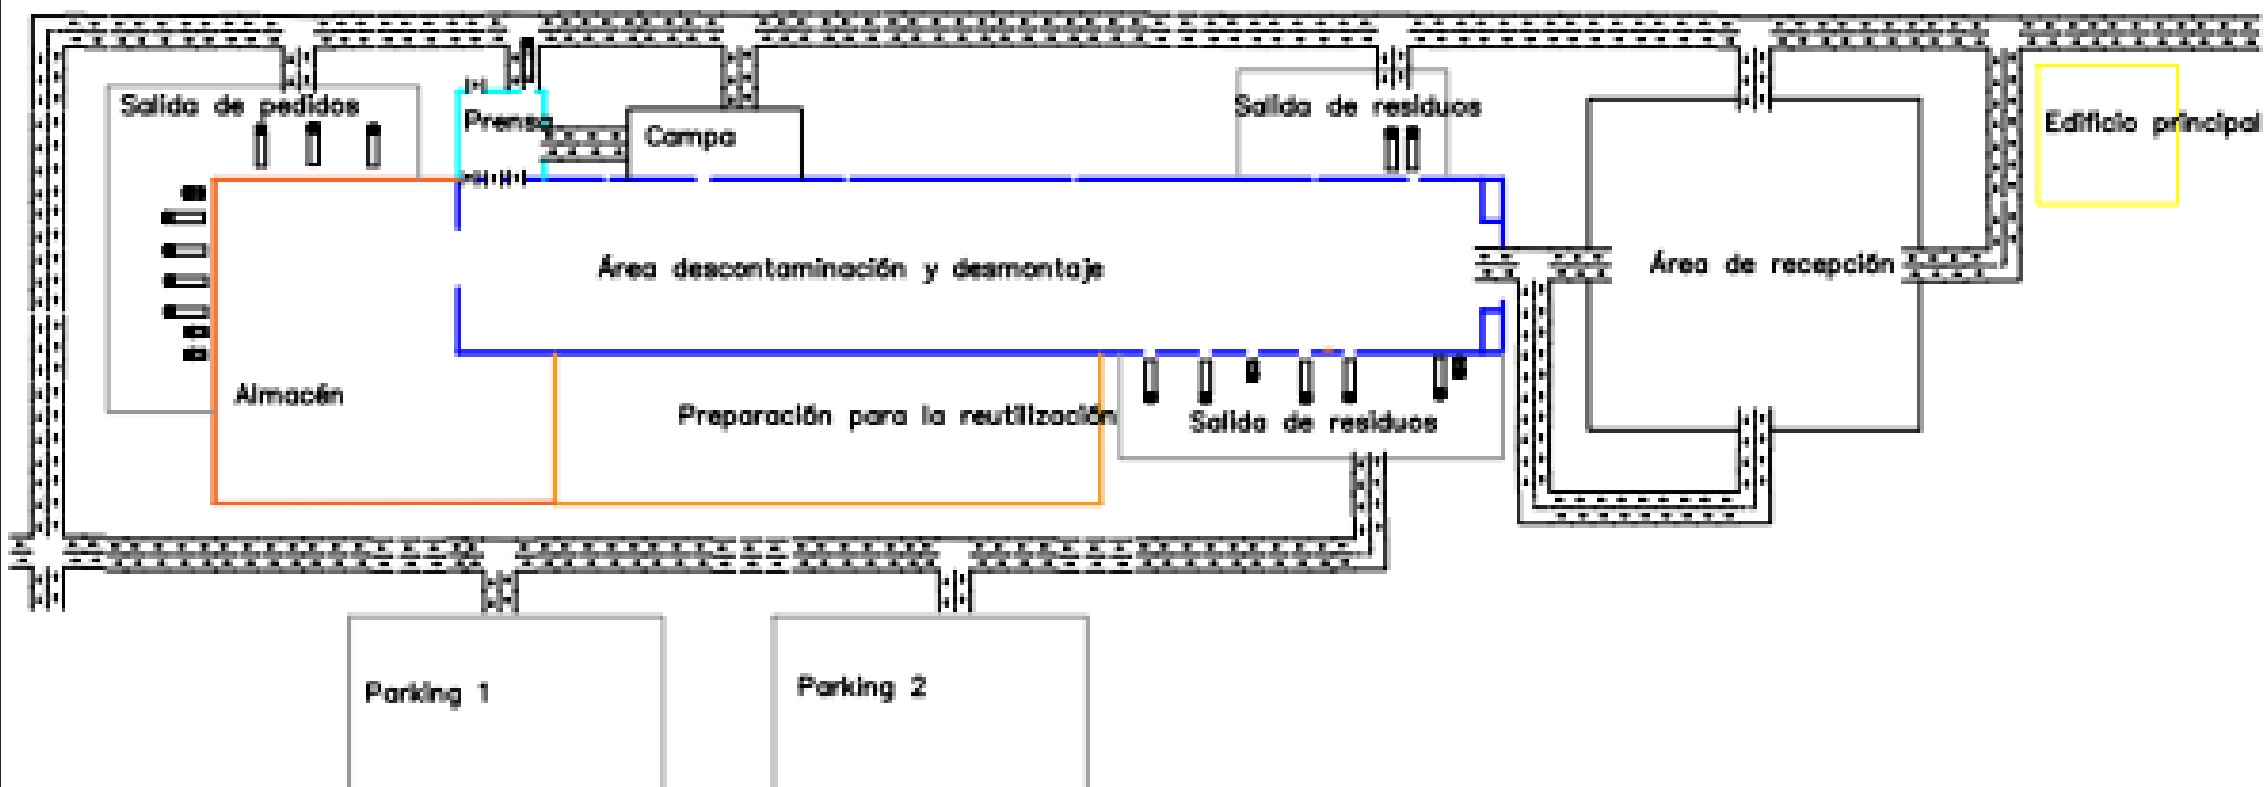 Salida de pedidos
Prensa
Campa
Salida de residuos
Edificio principal
Área descontaminación y desmontaje
Área de recepción
Almacén
Preparación para la reutilización
Salida de residuos
Parking 1
Parking 2